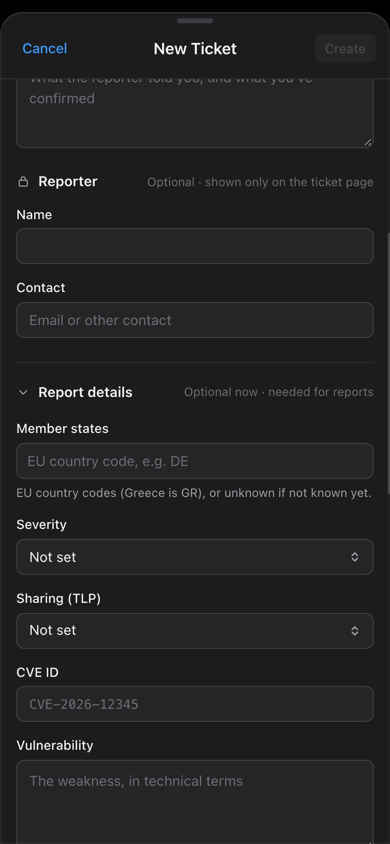 Cancel
New Ticket
Create
What the reporter told you, and what you've
confirmed
Reporter
Optional · shown only on the ticket page
Name
Contact
Email or other contact
Report details
Optional now · needed for reports
Member states
EU country code, e.g. DE
EU country codes (Greece is GR), or unknown if not known yet.
Severity
Not set
Sharing (TLP)
Not set
CVE ID
CVE-2026-12345
Vulnerability
The weakness, in technical terms